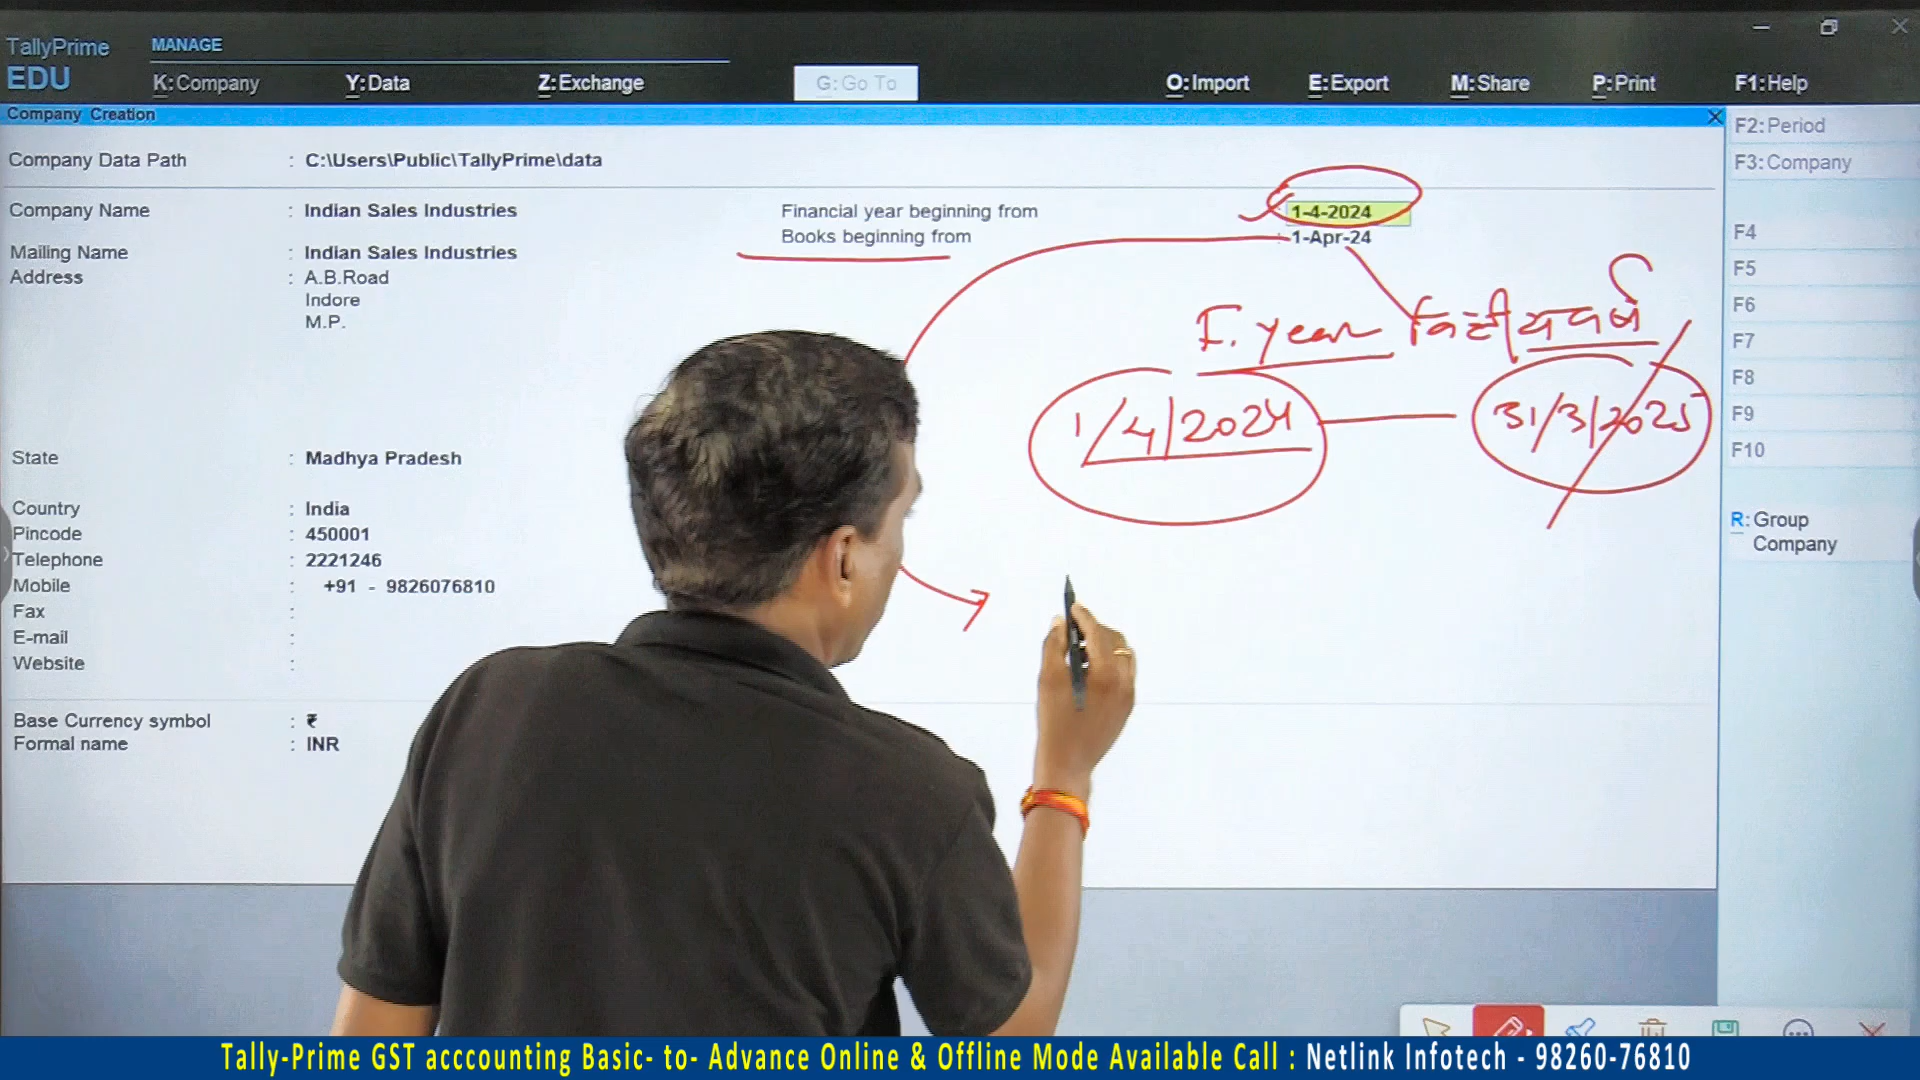 TallyPrime
EDU
MANAGE
K:Company Y:Data Z:Exchange G:Go To O:Import E:Export M:Share P:Print F1:Help
Company Creation
Company Data Path : C:\Users\Public\TallyPrime\data
Company Name : Indian Sales Industries
Mailing Name : Indian Sales Industries
Address : A.B.Road
Indore
M.P.
State : Madhya Pradesh
Country : India
Pincode : 450001
Telephone : 2221246
Mobile : +91 - 9826076810
Fax :
E-mail :
Website :
Base Currency symbol : ₹
Formal name : INR
Financial year beginning from : 1-4-2024
Books beginning from : 1-Apr-24
F. year
1/4/2024 31/3/2025
F2:Period
F3:Company
F4
F5
F6
F7
F8
F9
F10
R:Group
Company
Tally-Prime GST acccounting Basic- to- Advance Online & Offline Mode Available Call : Netlink Infotech - 98260-76810